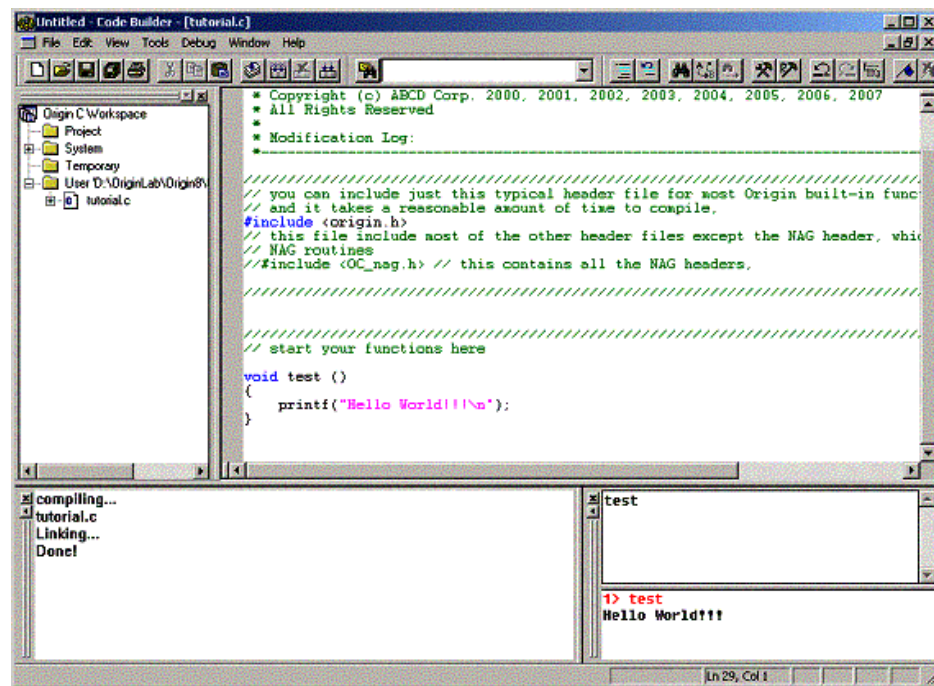 Untitled - Code Builder - [tutorial.c]
File Edit View Tools Debug Window Help
Origin C Workspace
Project
System
Temporary
User 'D:\OriginLab\Origin8\
tutorial.c
* Copyright (c) ABCD Corp. 2000, 2001, 2002, 2003, 2004, 2005, 2006, 2007
* All Rights Reserved
*
* Modification Log:
*--------------------------------------------------------------------------------
////////////////////////////////////////////////////////////////////////////////
// you can include just this typical header file for most Origin built-in func
// and it takes a reasonable amount of time to compile,
#include <origin.h>
// this file include most of the other header files except the NAG header, whic
// NAG routines
//#include <OC_nag.h> // this contains all the NAG headers,
////////////////////////////////////////////////////////////////////////////////
////////////////////////////////////////////////////////////////////////////////
// start your functions here
void test ()
{
printf("Hello World!!!\n");
}
compiling...
tutorial.c
Linking...
Done!
test
1> test
Hello World!!!
Ln 29, Col 1